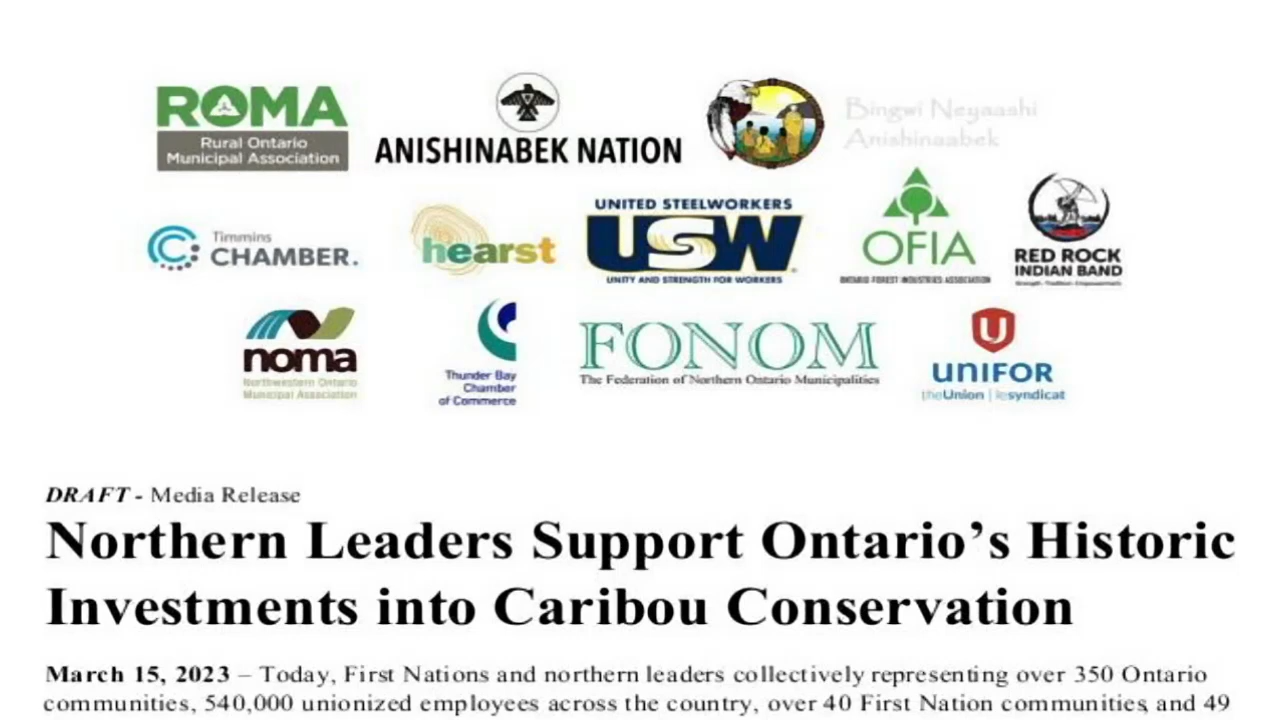 ROMA
Rural Ontario
Municipal Association
ANISHINABEK NATION
Bingwi Neyaashi
Anishinaabek
Timmins
CHAMBER.
hearst
UNITED STEELWORKERS
USW
UNITY AND STRENGTH FOR WORKERS
OFIA
ONTARIO FOREST INDUSTRIES ASSOCIATION
RED ROCK
INDIAN BAND
Strength · Tradition · Empowerment
noma
Northwestern Ontario
Municipal Association
Thunder Bay
Chamber
of Commerce
FONOM
The Federation of Northern Ontario Municipalities
U
UNIFOR
theUnion | lesyndicat
DRAFT - Media Release
Northern Leaders Support Ontario’s Historic
Investments into Caribou Conservation
March 15, 2023 – Today, First Nations and northern leaders collectively representing over 350 Ontario
communities, 540,000 unionized employees across the country, over 40 First Nation communities, and 49